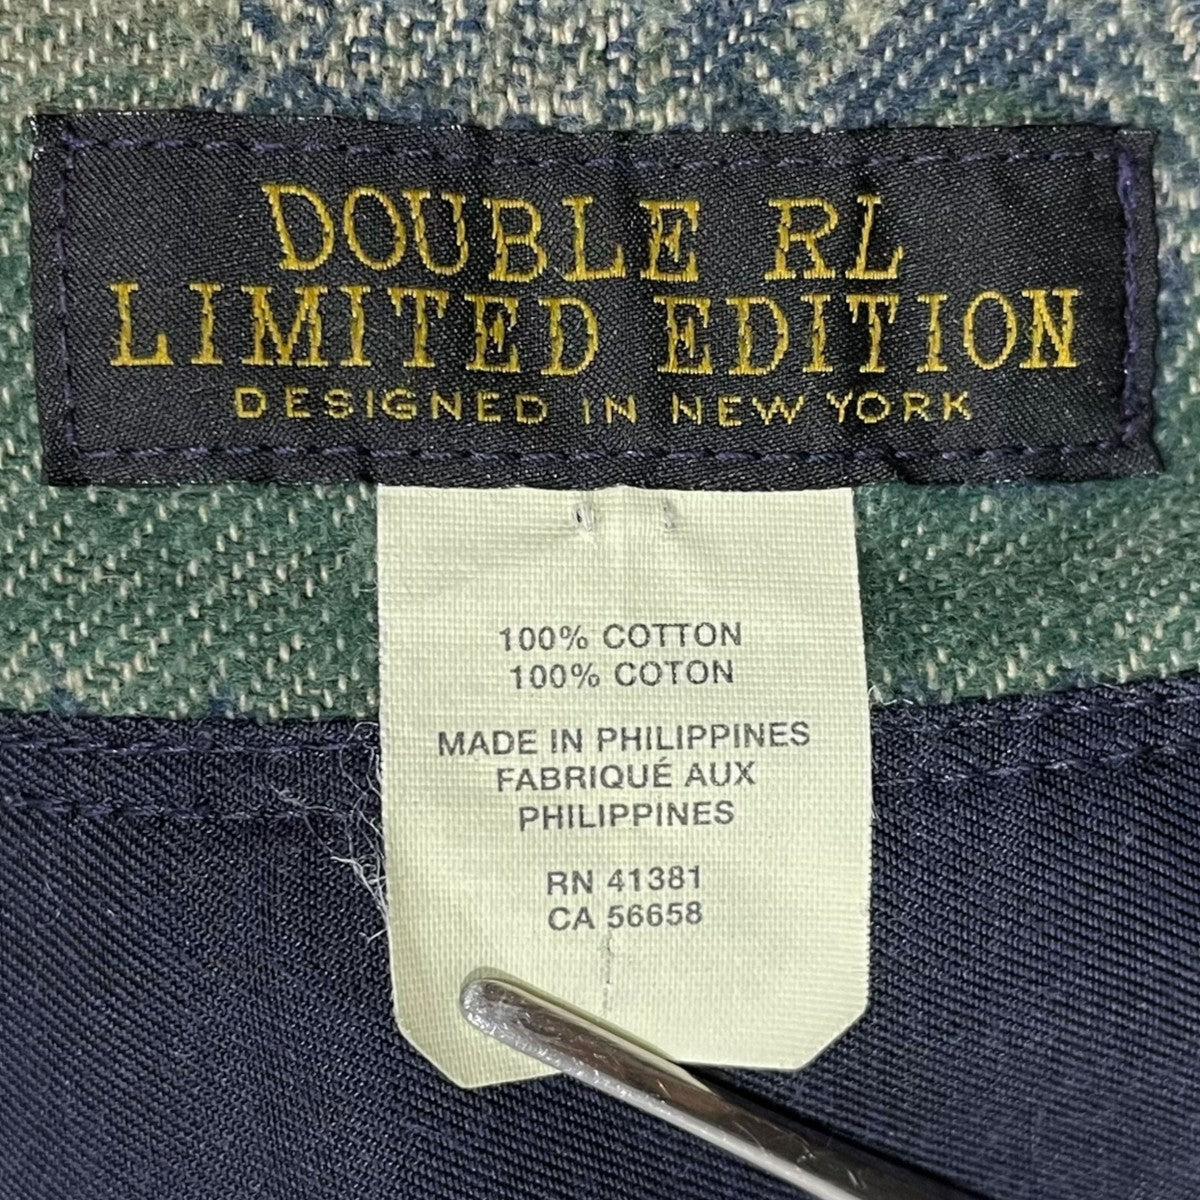 DOUBLE RL
LIMITED EDITION
DESIGNED IN NEW YORK
100% COTTON
100% COTON
MADE IN PHILIPPINES
FABRIQUÉ AUX
PHILIPPINES
RN 41381
CA 56658